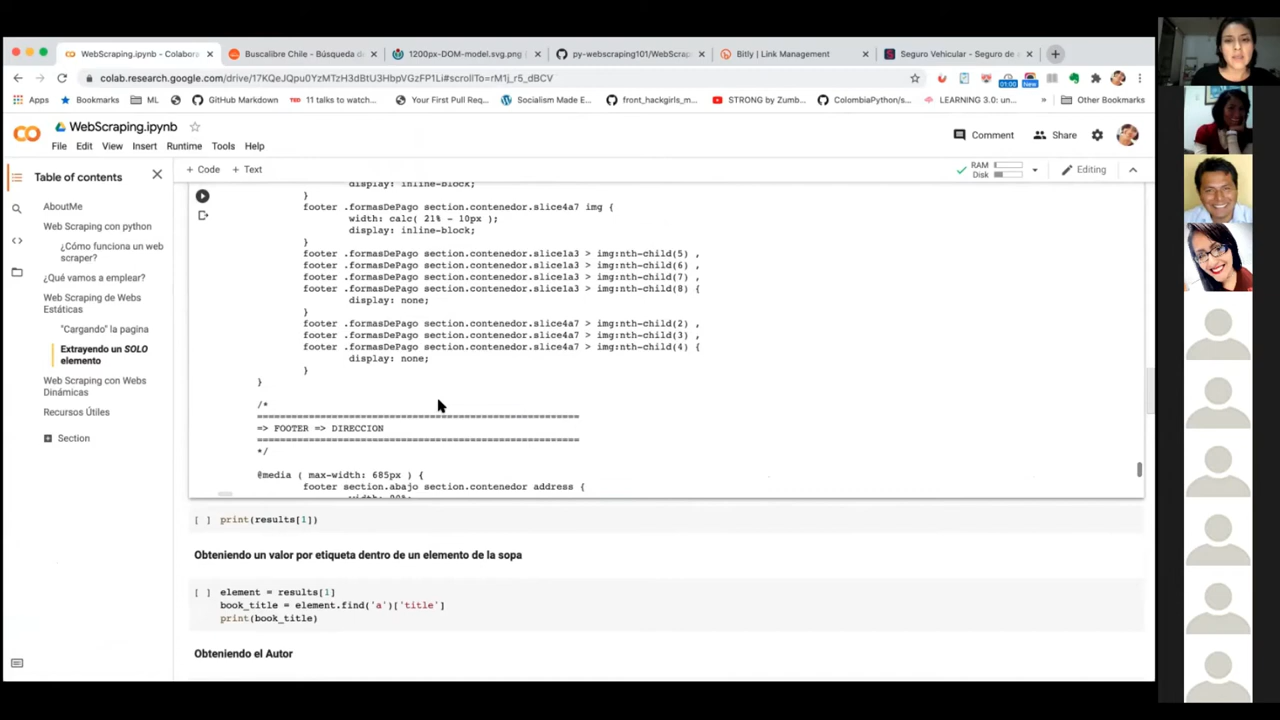 WebScraping.ipynb - Colabora
Buscalibre Chile - Búsqueda d
1200px-DOM-model.svg.png
py-webscraping101/WebScrap
Bitly | Link Management
Seguro Vehicular - Seguro de
colab.research.google.com/drive/17KQeJQpu0YzMTzH3dBtU3HbpVGzFP1Li#scrollTo=rM1j_r5_dBCV
01:00
New
Apps
Bookmarks
ML
GitHub Markdown
TED 11 talks to watch...
Your First Pull Req...
Socialism Made E...
front_hackgirls_m...
STRONG by Zumb...
ColombiaPython/s...
LEARNING 3.0: un...
»
Other Bookmarks
WebScraping.ipynb
File Edit View Insert Runtime Tools Help
Comment
Share
Table of contents
+ Code + Text
RAM
Disk
Editing
AboutMe
Web Scraping con python
¿Cómo funciona un web
scraper?
¿Qué vamos a emplear?
Web Scraping de Webs
Estáticas
"Cargando" la pagina
Extrayendo un SOLO
elemento
Web Scraping con Webs
Dinámicas
Recursos Útiles
Section
display: inline-block;
}
footer .formasDePago section.contenedor.slice4a7 img {
width: calc( 21% - 10px );
display: inline-block;
}
footer .formasDePago section.contenedor.slice1a3 > img:nth-child(5) ,
footer .formasDePago section.contenedor.slice1a3 > img:nth-child(6) ,
footer .formasDePago section.contenedor.slice1a3 > img:nth-child(7) ,
footer .formasDePago section.contenedor.slice1a3 > img:nth-child(8) {
display: none;
}
footer .formasDePago section.contenedor.slice4a7 > img:nth-child(2) ,
footer .formasDePago section.contenedor.slice4a7 > img:nth-child(3) ,
footer .formasDePago section.contenedor.slice4a7 > img:nth-child(4) {
display: none;
}
}
/*
========================================================
=> FOOTER => DIRECCION
========================================================
*/
@media ( max-width: 685px ) {
footer section.abajo section.contenedor address {
[ ] print(results[1])
Obteniendo un valor por etiqueta dentro de un elemento de la sopa
[ ] element = results[1]
book_title = element.find('a')['title']
print(book_title)
Obteniendo el Autor